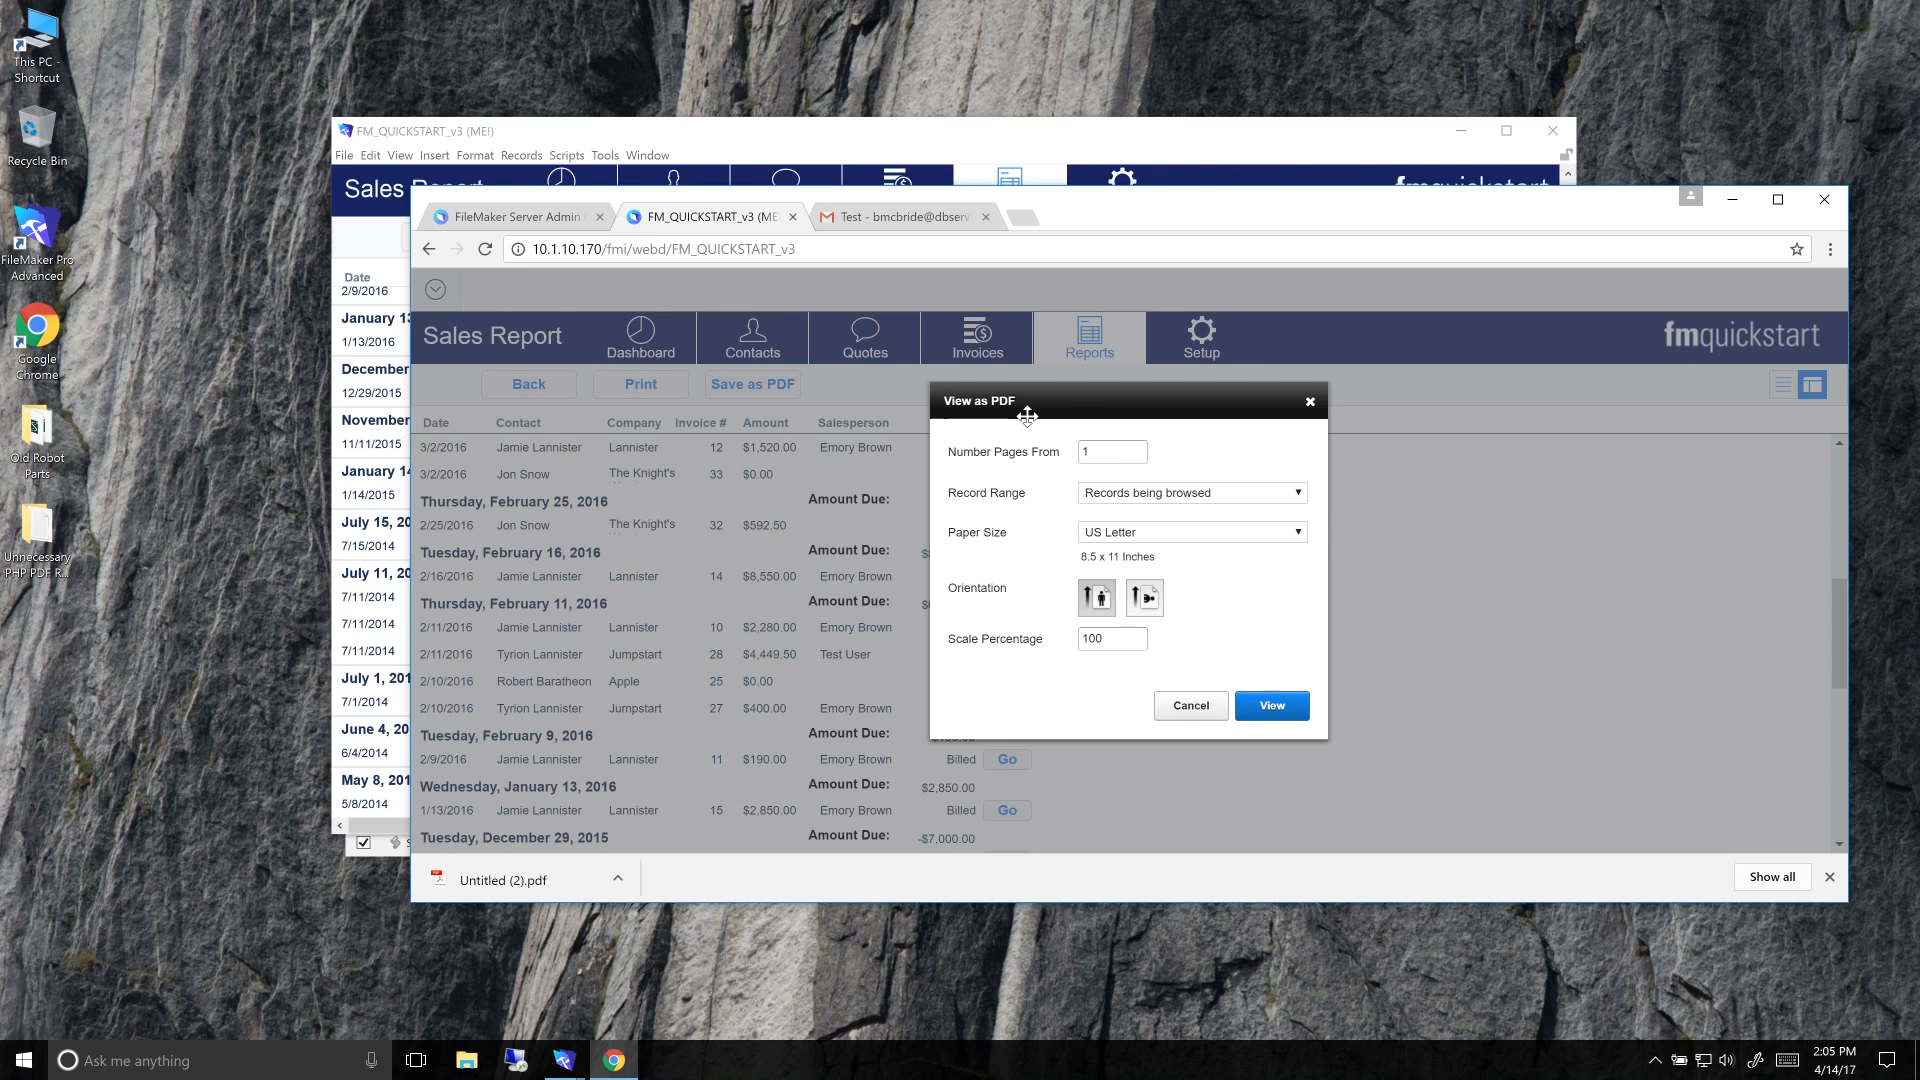 This PC -
Shortcut
Recycle Bin
FileMaker Pro
Advanced
Google
Chrome
Old Robot
Parts
Unnecessary
PHP PDF R...
FM_QUICKSTART_v3 (ME!)
File Edit View Insert Format Records Scripts Tools Window
Sales Report
fmquickstart
Date
2/9/2016
January 13
1/13/2016
December
12/29/2015
November
11/11/2015
January 14
1/14/2015
July 15, 20
7/15/2014
July 11, 20
7/11/2014
7/11/2014
7/11/2014
July 1, 201
7/1/2014
June 4, 20
6/4/2014
May 8, 201
5/8/2014
FileMaker Server Admin
FM_QUICKSTART_v3 (ME
Test - bmcbride@dbserv
10.1.10.170/fmi/webd/FM_QUICKSTART_v3
Sales Report
Dashboard Contacts Quotes Invoices Reports Setup
fmquickstart
Back Print Save as PDF
Date Contact Company Invoice # Amount Salesperson
3/2/2016 Jamie Lannister Lannister 12 $1,520.00 Emory Brown
3/2/2016 Jon Snow The Knight's 33 $0.00
Thursday, February 25, 2016 Amount Due:
2/25/2016 Jon Snow The Knight's 32 $592.50
Tuesday, February 16, 2016 Amount Due:
2/16/2016 Jamie Lannister Lannister 14 $8,550.00 Emory Brown
Thursday, February 11, 2016 Amount Due:
2/11/2016 Jamie Lannister Lannister 10 $2,280.00 Emory Brown
2/11/2016 Tyrion Lannister Jumpstart 28 $4,449.50 Test User
2/10/2016 Robert Baratheon Apple 25 $0.00
2/10/2016 Tyrion Lannister Jumpstart 27 $400.00 Emory Brown
Tuesday, February 9, 2016 Amount Due:
2/9/2016 Jamie Lannister Lannister 11 $190.00 Emory Brown Billed Go
Wednesday, January 13, 2016 Amount Due: $2,850.00
1/13/2016 Jamie Lannister Lannister 15 $2,850.00 Emory Brown Billed Go
Tuesday, December 29, 2015 Amount Due: -$7,000.00
View as PDF
Number Pages From 1
Record Range Records being browsed
Paper Size US Letter
8.5 x 11 Inches
Orientation
Scale Percentage 100
Cancel View
Untitled (2).pdf
Show all
Ask me anything
2:05 PM
4/14/17